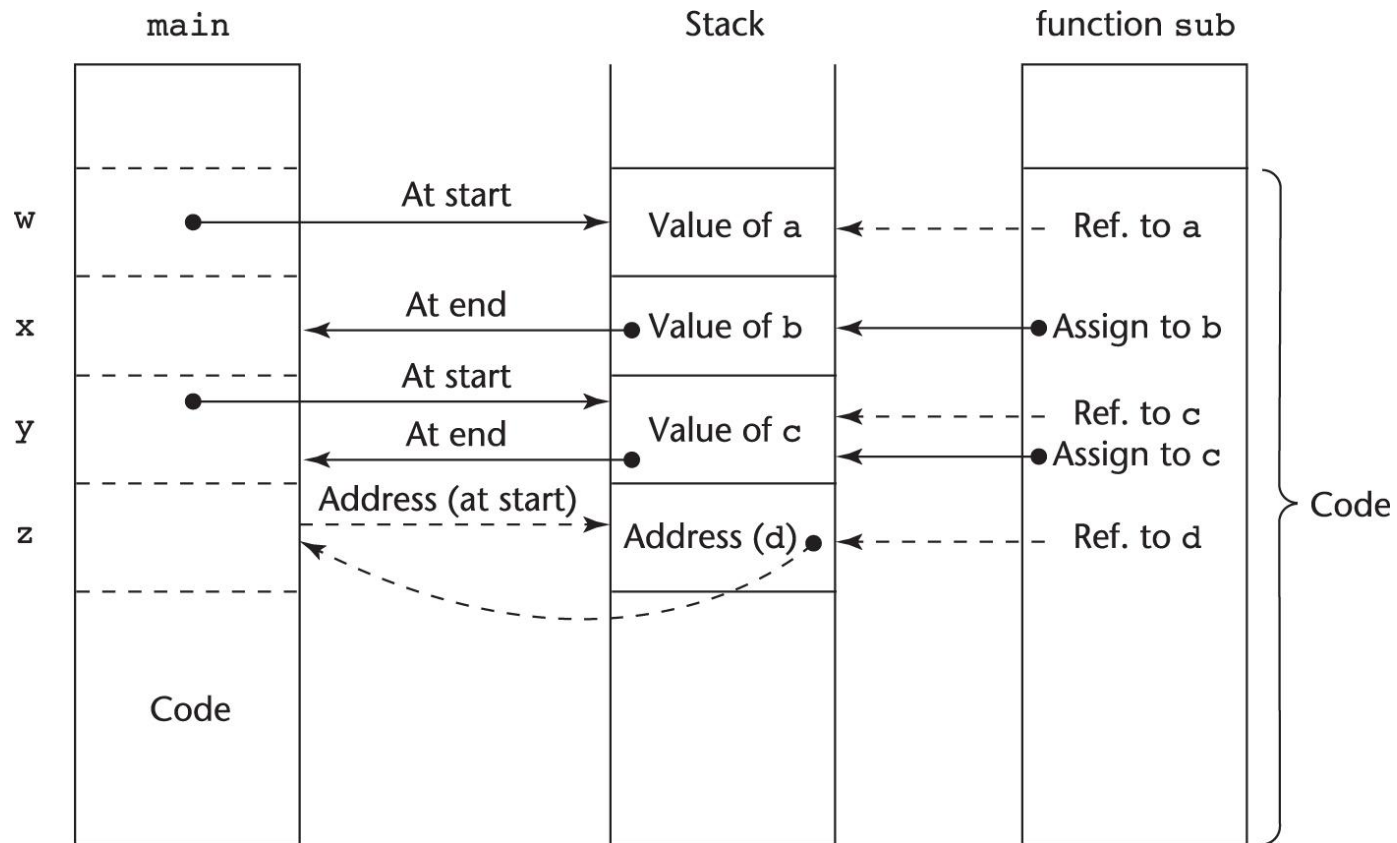 main
Stack
function sub
w
At start
Value of a
Ref. to a
x
At end
Value of b
Assign to b
y
At start
At end
Value of c
Ref. to c
Assign to c
z
Address (at start)
Address (d)
Ref. to d
Code
Code